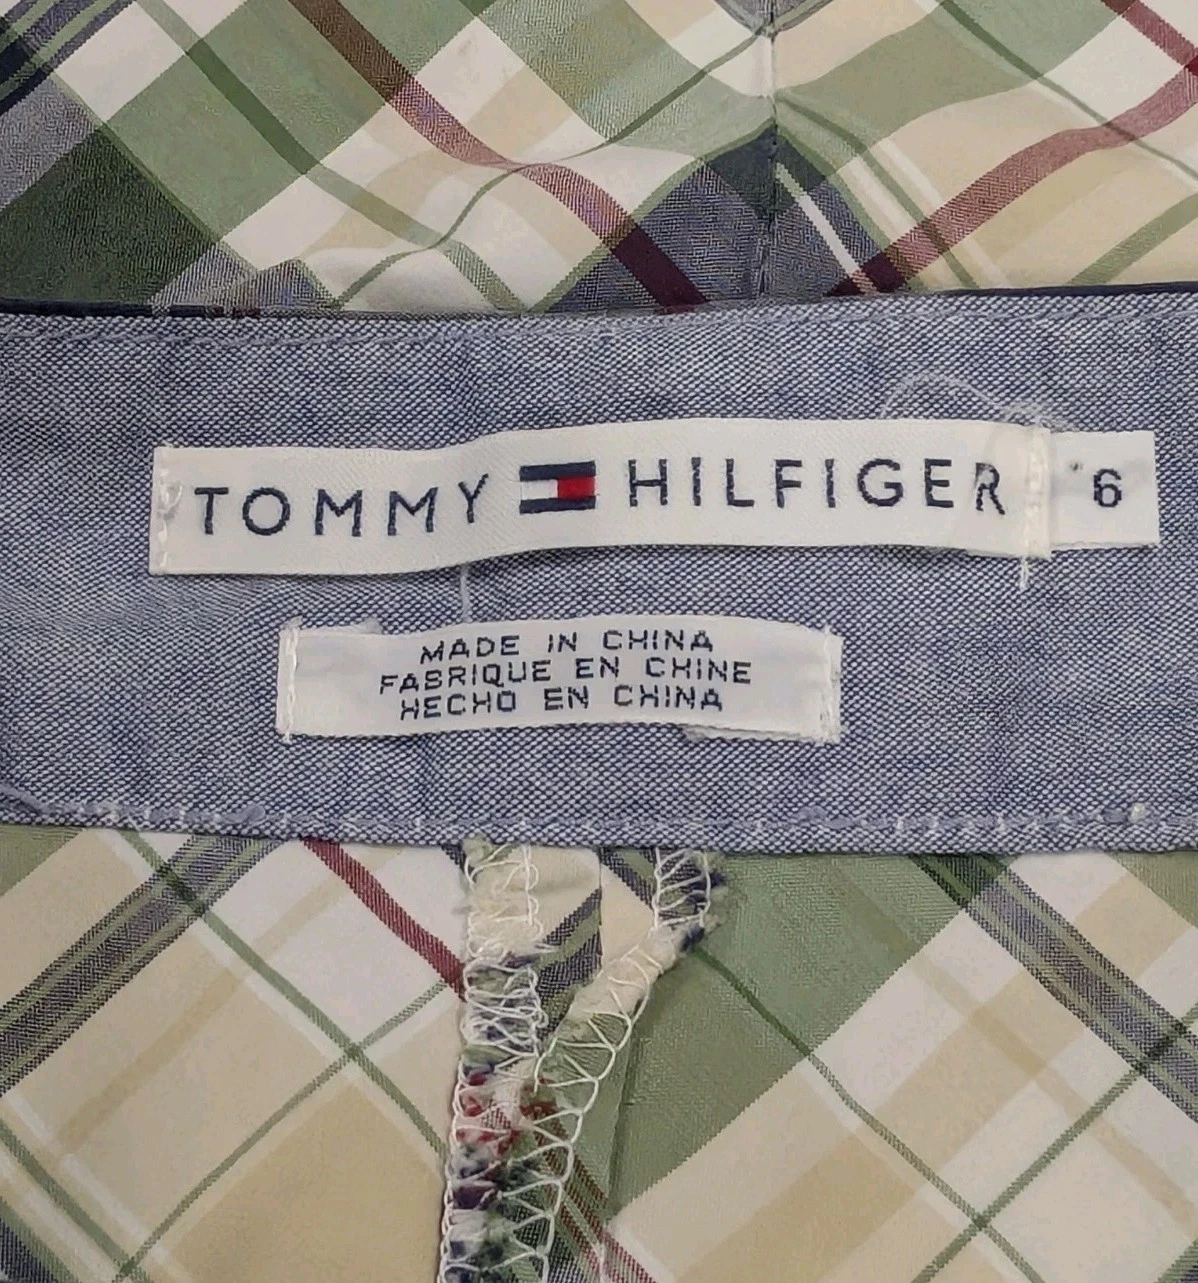 TOMMY HILFIGER 6
MADE IN CHINA
FABRIQUE EN CHINE
HECHO EN CHINA